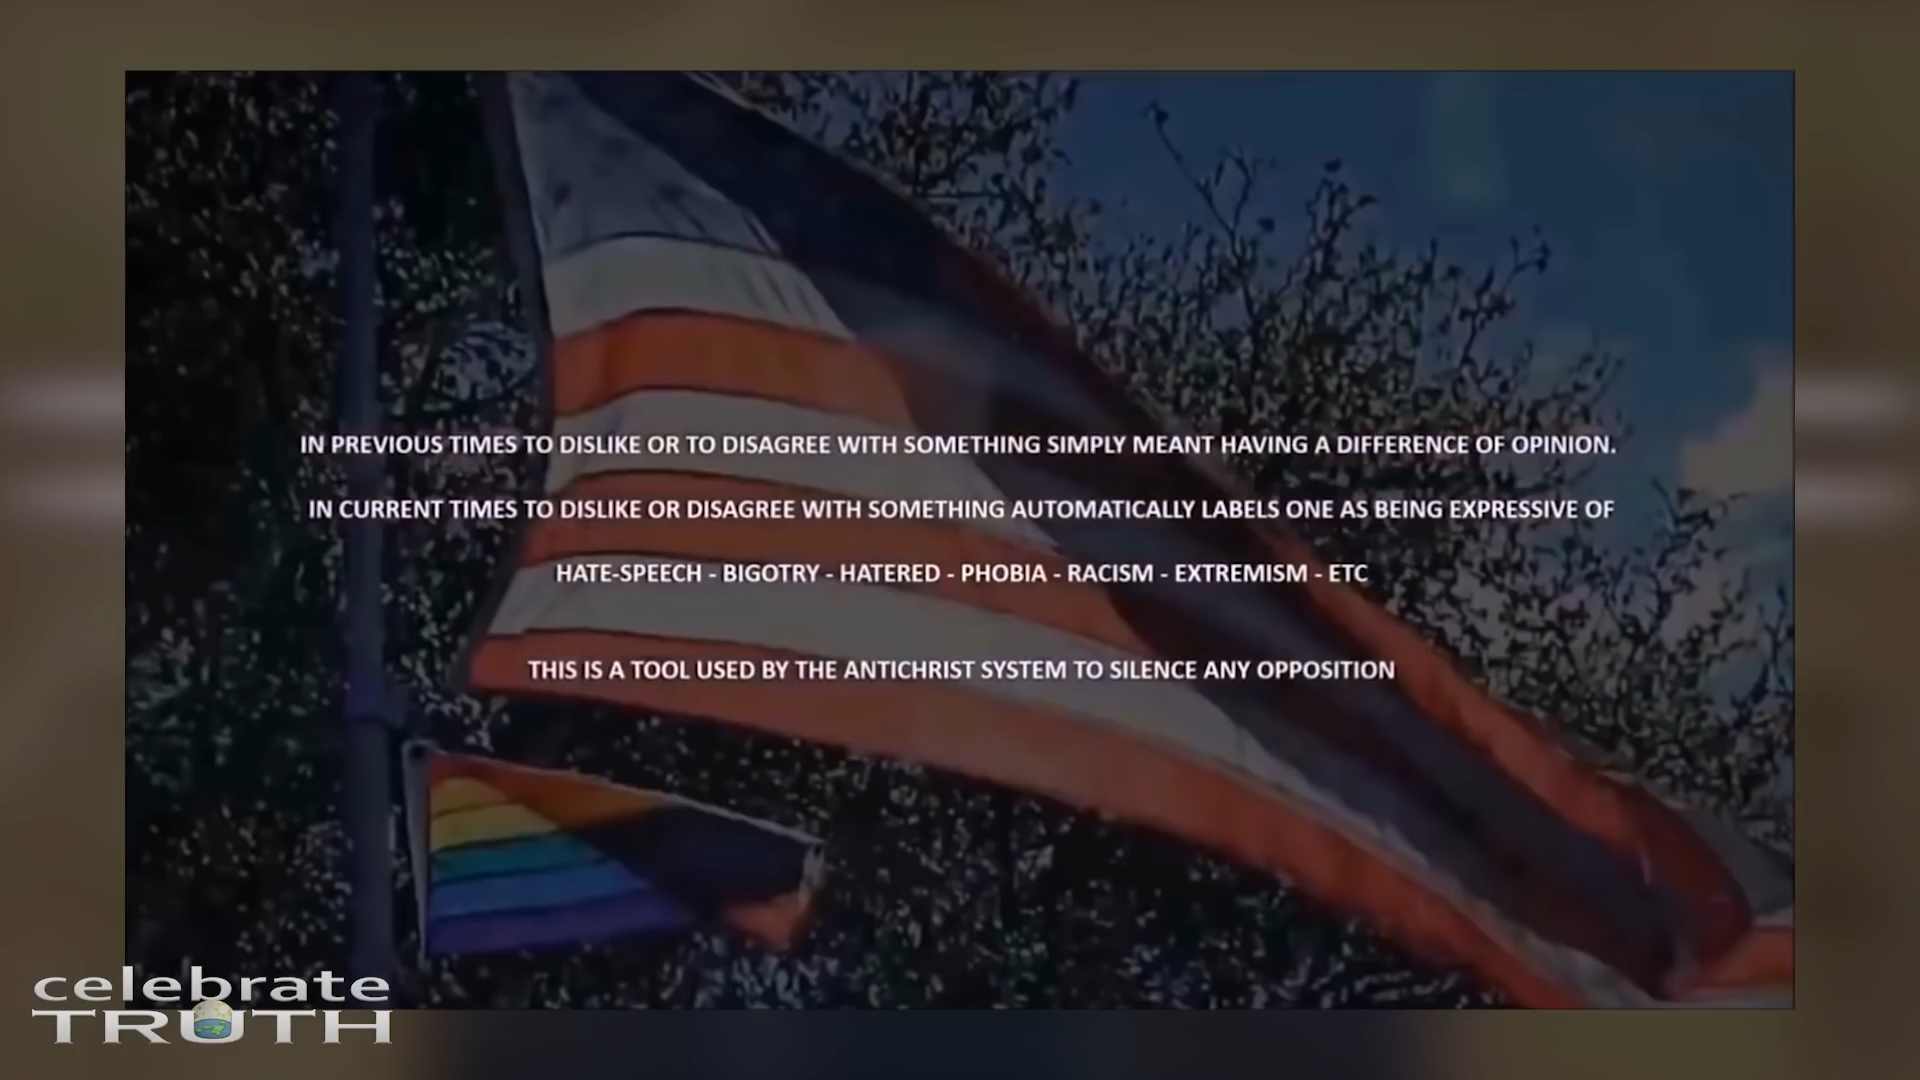 IN PREVIOUS TIMES TO DISLIKE OR TO DISAGREE WITH SOMETHING SIMPLY MEANT HAVING A DIFFERENCE OF OPINION.
IN CURRENT TIMES TO DISLIKE OR DISAGREE WITH SOMETHING AUTOMATICALLY LABELS ONE AS BEING EXPRESSIVE OF
HATE-SPEECH - BIGOTRY - HATERED - PHOBIA - RACISM - EXTREMISM - ETC
THIS IS A TOOL USED BY THE ANTICHRIST SYSTEM TO SILENCE ANY OPPOSITION
celebrate
TRUTH